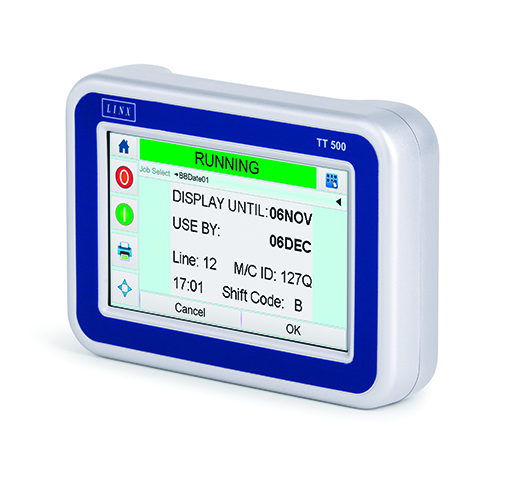 LINX
TT 500
RUNNING
Job Select ➔BBDate01
DISPLAY UNTIL: 06NOV
USE BY: 06DEC
Line: 12 M/C ID: 127Q
17:01 Shift Code: B
Cancel OK